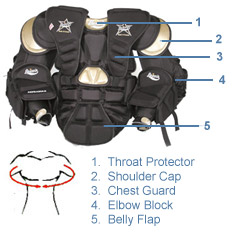 1
2
3
4
5
1. Throat Protector
2. Shoulder Cap
3. Chest Guard
4. Elbow Block
5. Belly Flap